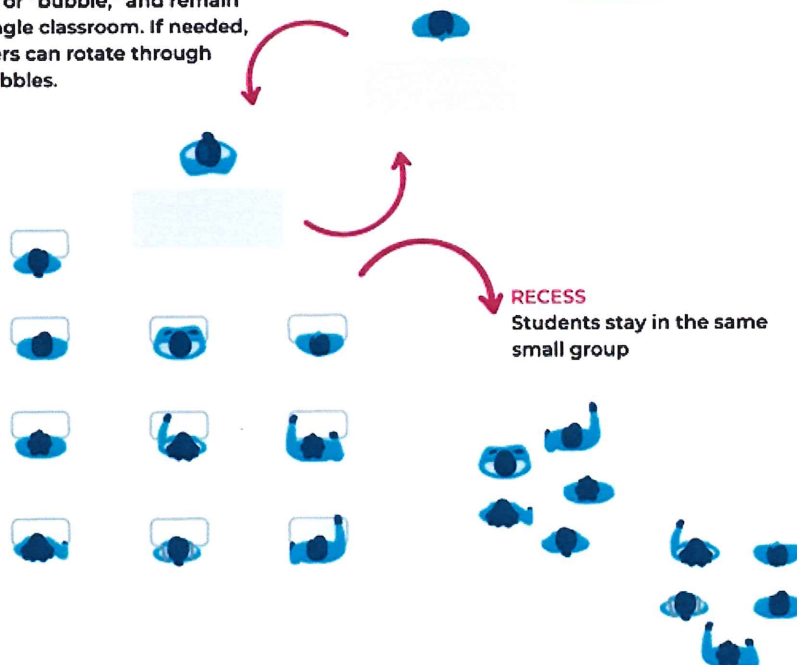 or "bubble," and remain
ngle classroom. If needed,
ers can rotate through
bbles.
RECESS
Students stay in the same
small group